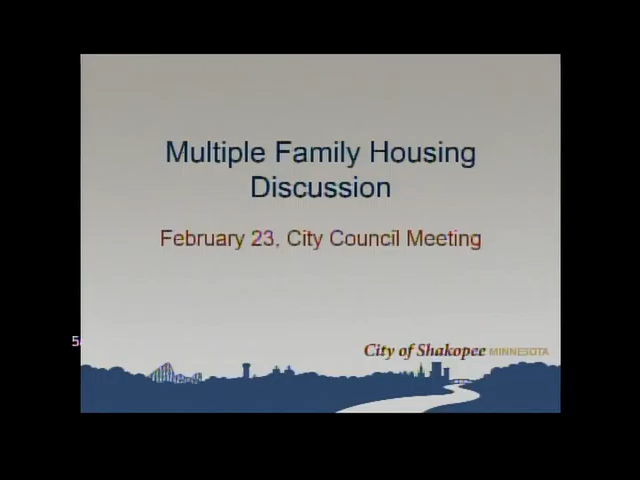 Multiple Family Housing
Discussion
February 23, City Council Meeting
City of Shakopee MINNESOTA